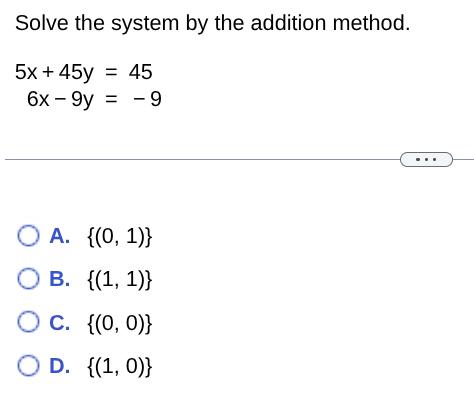 Solve the system by the addition method.
5x + 45y = 45
6x − 9y = − 9
A. {(0, 1)}
B. {(1, 1)}
C. {(0, 0)}
D. {(1, 0)}